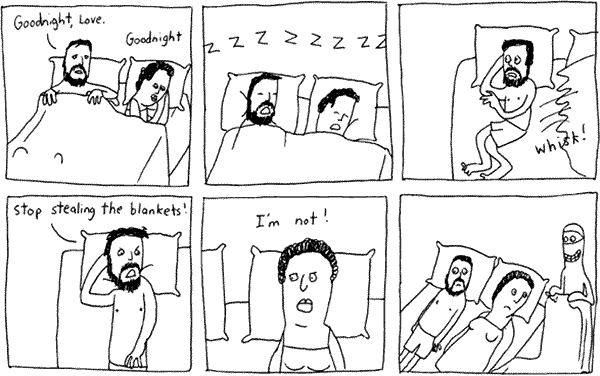 Goodnight, Love.
Goodnight
Z Z Z Z Z Z Z Z
whisk!
Stop stealing the blankets!
I'm not!